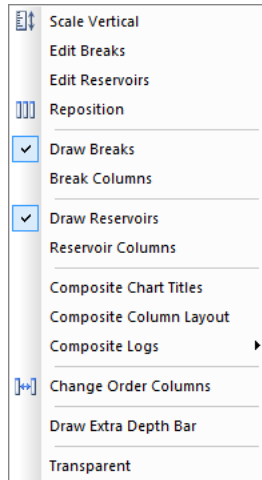 Scale Vertical
Edit Breaks
Edit Reservoirs
Reposition
Draw Breaks
Break Columns
Draw Reservoirs
Reservoir Columns
Composite Chart Titles
Composite Column Layout
Composite Logs
Change Order Columns
Draw Extra Depth Bar
Transparent